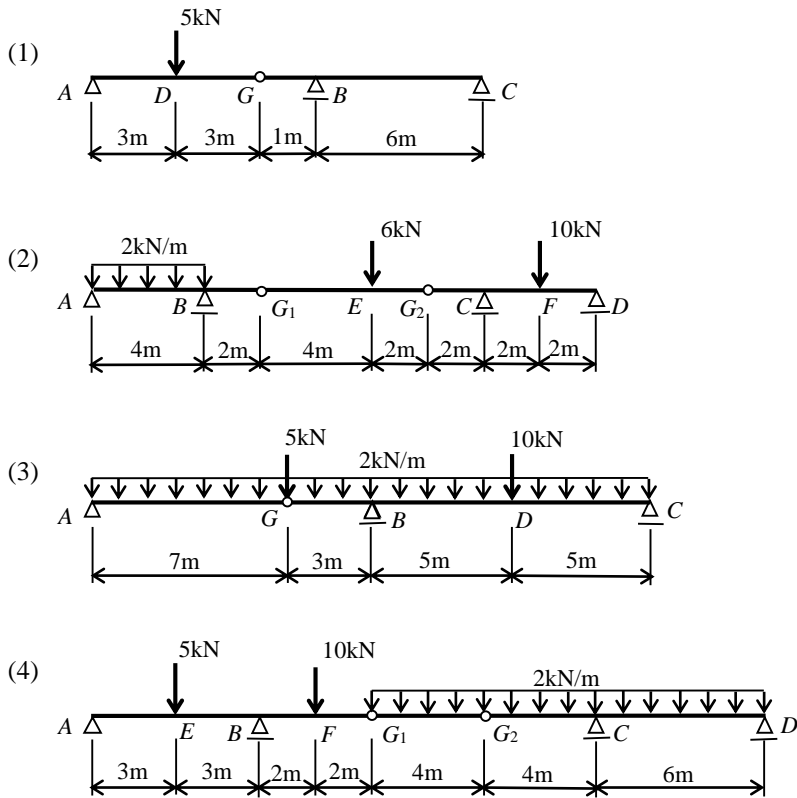 (1)
5kN
A D G B C
3m 3m 1m 6m
(2)
2kN/m 6kN 10kN
A B G1 E G2 C F D
4m 2m 4m 2m 2m 2m 2m
(3)
5kN 2kN/m 10kN
A G B D C
7m 3m 5m 5m
(4)
5kN 10kN 2kN/m
A E B F G1 G2 C D
3m 3m 2m 2m 4m 4m 6m